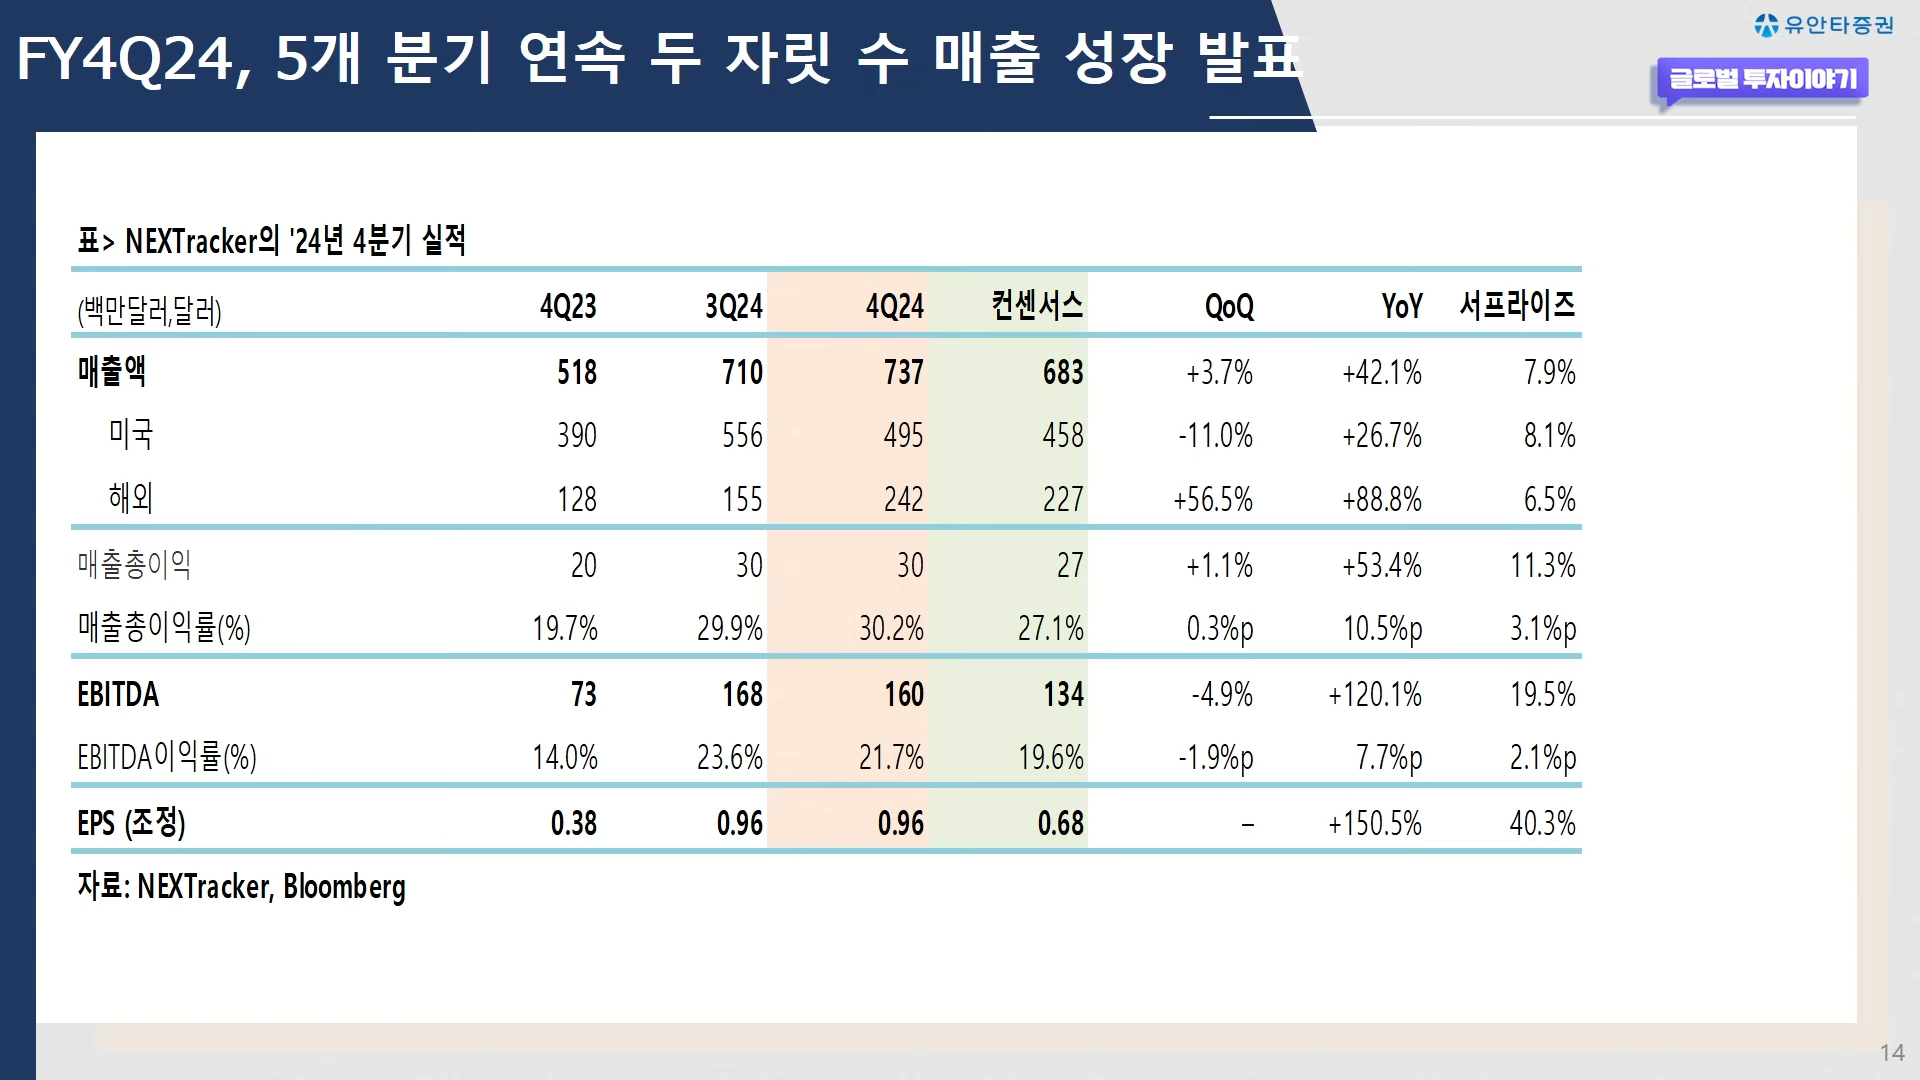 FY4Q24, 5개 분기 연속 두 자릿 수 매출 성장 발표
유안타증권
글로벌 투자이야기
표> NEXTracker의 '24년 4분기 실적
(백만달러,달러) 4Q23 3Q24 4Q24 컨센서스 QoQ YoY 서프라이즈
매출액 518 710 737 683 +3.7% +42.1% 7.9%
미국 390 556 495 458 -11.0% +26.7% 8.1%
해외 128 155 242 227 +56.5% +88.8% 6.5%
매출총이익 20 30 30 27 +1.1% +53.4% 11.3%
매출총이익률(%) 19.7% 29.9% 30.2% 27.1% 0.3%p 10.5%p 3.1%p
EBITDA 73 168 160 134 -4.9% +120.1% 19.5%
EBITDA이익률(%) 14.0% 23.6% 21.7% 19.6% -1.9%p 7.7%p 2.1%p
EPS (조정) 0.38 0.96 0.96 0.68 – +150.5% 40.3%
자료: NEXTracker, Bloomberg
14